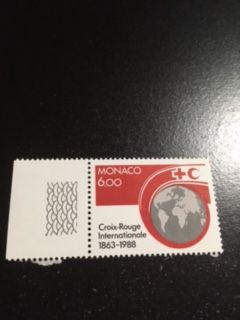 MONACO
6,00
Croix-Rouge
Internationale
1863-1988